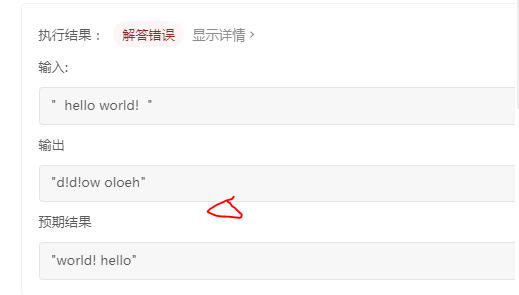 执行结果： 解答错误 显示详情 ›
输入:
"  hello world!  "
输出
"d!d!ow oloeh"
预期结果
"world! hello"